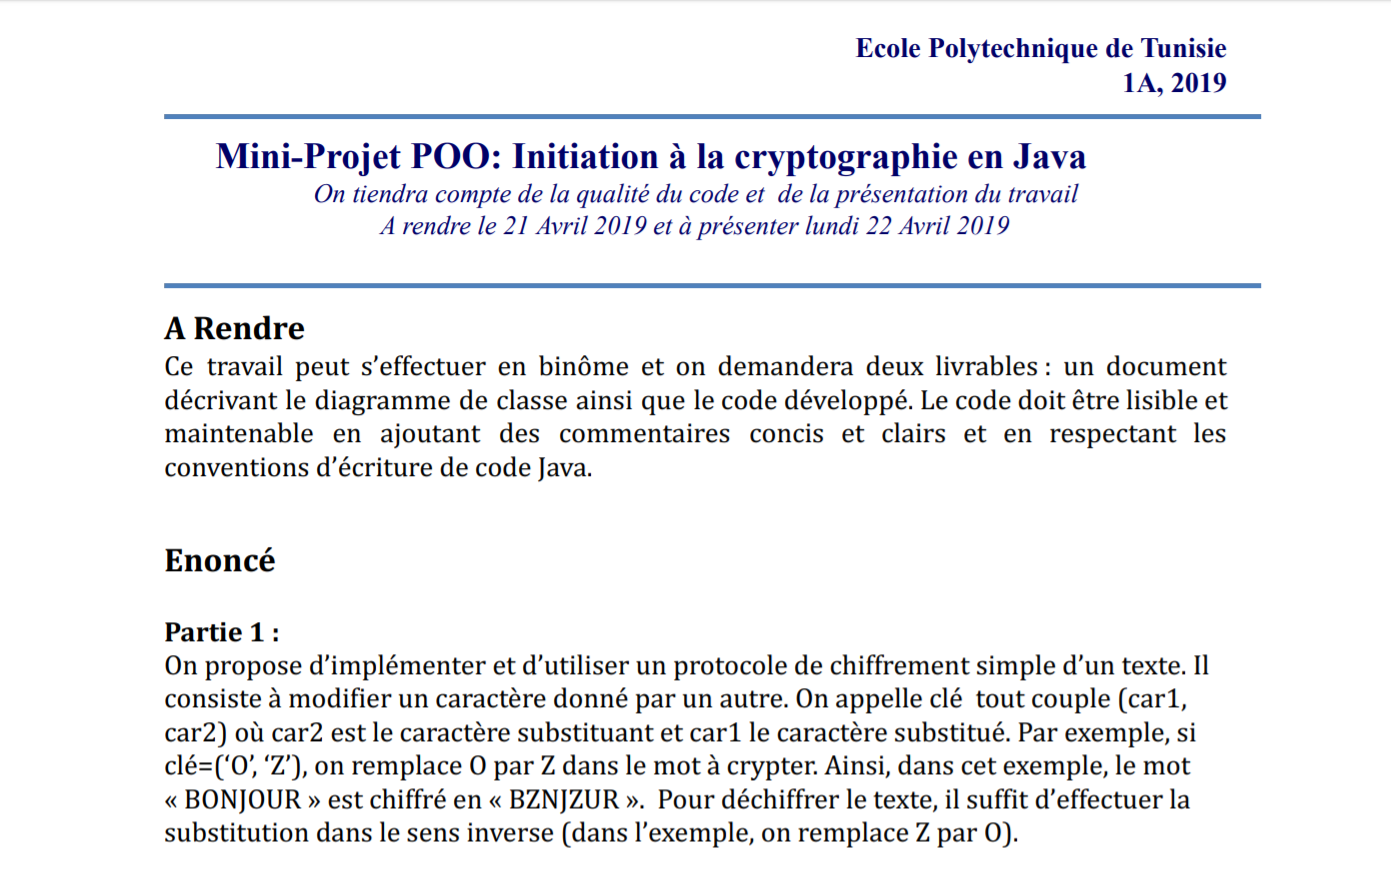 Ecole Polytechnique de Tunisie
1A, 2019
Mini-Projet POO: Initiation à la cryptographie en Java
On tiendra compte de la qualité du code et de la présentation du travail
A rendre le 21 Avril 2019 et à présenter lundi 22 Avril 2019
A Rendre
Ce travail peut s’effectuer en binôme et on demandera deux livrables : un document
décrivant le diagramme de classe ainsi que le code développé. Le code doit être lisible et
maintenable en ajoutant des commentaires concis et clairs et en respectant les
conventions d’écriture de code Java.
Enoncé
Partie 1 :
On propose d’implémenter et d’utiliser un protocole de chiffrement simple d’un texte. Il
consiste à modifier un caractère donné par un autre. On appelle clé tout couple (car1,
car2) où car2 est le caractère substituant et car1 le caractère substitué. Par exemple, si
clé=(‘O’, ‘Z’), on remplace O par Z dans le mot à crypter. Ainsi, dans cet exemple, le mot
« BONJOUR » est chiffré en « BZNJZUR ». Pour déchiffrer le texte, il suffit d’effectuer la
substitution dans le sens inverse (dans l’exemple, on remplace Z par O).